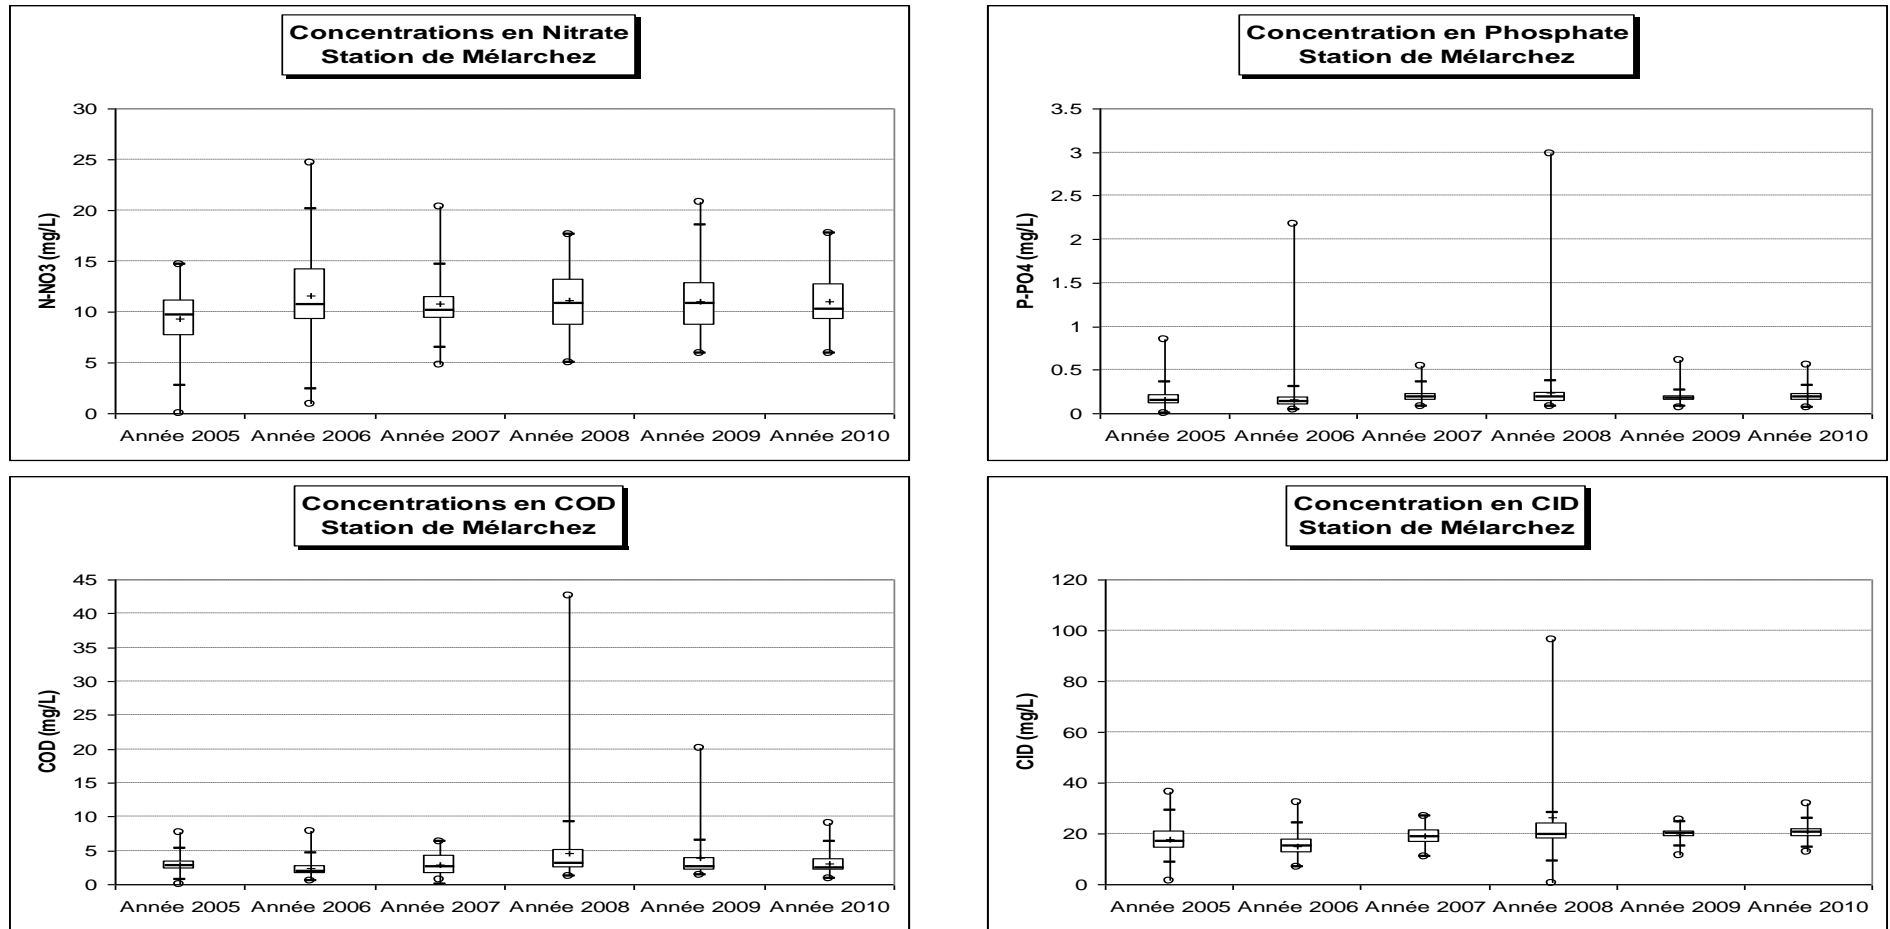 Concentrations en Nitrate
Station de Mélarchez
N-NO3 (mg/L)
30
25
20
15
10
5
0
Année 2005 Année 2006 Année 2007 Année 2008 Année 2009 Année 2010
Concentration en Phosphate
Station de Mélarchez
P-PO4 (mg/L)
3.5
3
2.5
2
1.5
1
0.5
0
Année 2005 Année 2006 Année 2007 Année 2008 Année 2009 Année 2010
Concentrations en COD
Station de Mélarchez
COD (mg/L)
45
40
35
30
25
20
15
10
5
0
Année 2005 Année 2006 Année 2007 Année 2008 Année 2009 Année 2010
Concentration en CID
Station de Mélarchez
CID (mg/L)
120
100
80
60
40
20
0
Année 2005 Année 2006 Année 2007 Année 2008 Année 2009 Année 2010